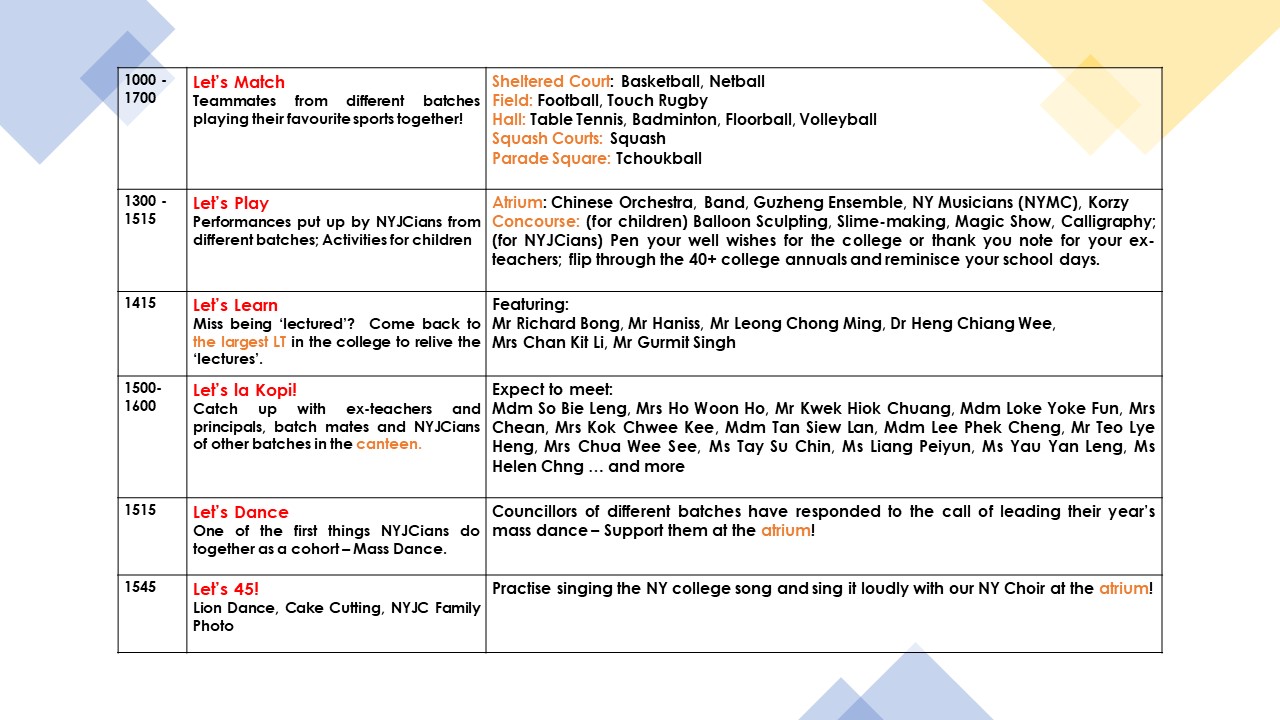 1000 -
1700
Let's Match
Teammates from different batches
playing their favourite sports together!
Sheltered Court: Basketball, Netball
Field: Football, Touch Rugby
Hall: Table Tennis, Badminton, Floorball, Volleyball
Squash Courts: Squash
Parade Square: Tchoukball
1300 -
1515
Let's Play
Performances put up by NYJCians from
different batches; Activities for children
Atrium: Chinese Orchestra, Band, Guzheng Ensemble, NY Musicians (NYMC), Korzy
Concourse: (for children) Balloon Sculpting, Slime-making, Magic Show, Calligraphy;
(for NYJCians) Pen your well wishes for the college or thank you note for your ex-
teachers; flip through the 40+ college annuals and reminisce your school days.
1415
Let's Learn
Miss being 'lectured'? Come back to
the largest LT in the college to relive the
'lectures'.
Featuring:
Mr Richard Bong, Mr Haniss, Mr Leong Chong Ming, Dr Heng Chiang Wee,
Mrs Chan Kit Li, Mr Gurmit Singh
1500-
1600
Let's la Kopi!
Catch up with ex-teachers and
principals, batch mates and NYJCians
of other batches in the canteen.
Expect to meet:
Mdm So Bie Leng, Mrs Ho Woon Ho, Mr Kwek Hiok Chuang, Mdm Loke Yoke Fun, Mrs
Chean, Mrs Kok Chwee Kee, Mdm Tan Siew Lan, Mdm Lee Phek Cheng, Mr Teo Lye
Heng, Mrs Chua Wee See, Ms Tay Su Chin, Ms Liang Peiyun, Ms Yau Yan Leng, Ms
Helen Chng … and more
1515
Let's Dance
One of the first things NYJCians do
together as a cohort – Mass Dance.
Councillors of different batches have responded to the call of leading their year's
mass dance – Support them at the atrium!
1545
Let's 45!
Lion Dance, Cake Cutting, NYJC Family
Photo
Practise singing the NY college song and sing it loudly with our NY Choir at the atrium!